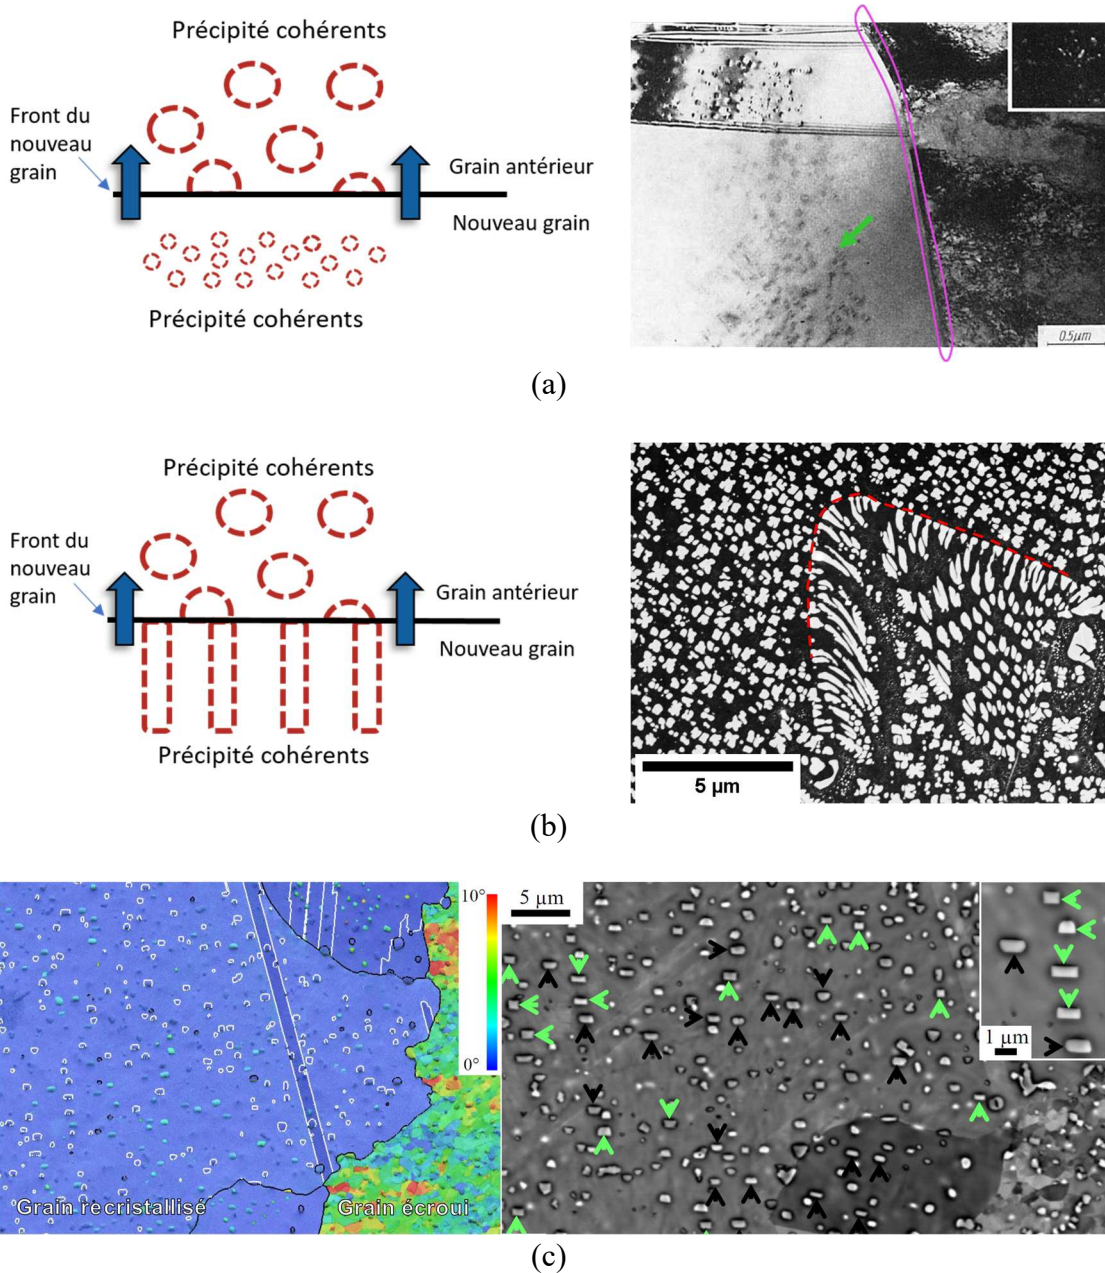 Précipité cohérents
Front du
nouveau
grain
Grain antérieur
Nouveau grain
Précipité cohérents
0.5µm
(a)
Précipité cohérents
Front du
nouveau
grain
Grain antérieur
Nouveau grain
Précipité cohérents
5 µm
(b)
10°
0°
5 µm
1 µm
Grain recristallisé
Grain écroui
(c)